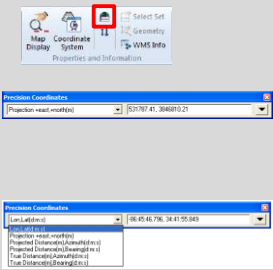 Map Display
Coordinate System
Select Set
Geometry
WMS Info
Properties and Information
Precision Coordinates
Projection +east,+north(m)
531787.41, 3846810.21
Precision Coordinates
Lon,Lat(d:m:s)
-86:45:46.796, 34:41:55.849
Lon,Lat(d:m:s)
Projection +east,+north(m)
Projected Distance(m),Azimuth(d:m:s)
Projected Distance(m),Bearing(d:m:s)
True Distance(m),Azimuth(d:m:s)
True Distance(m),Bearing(d:m:s)